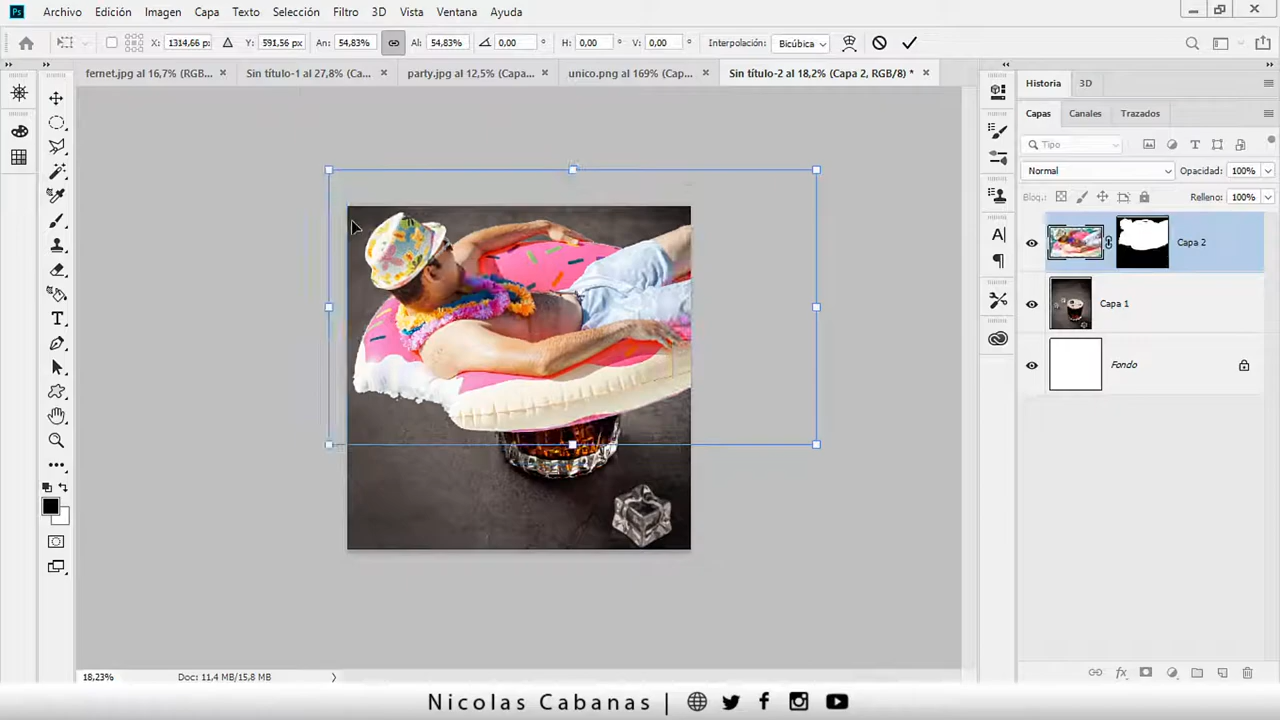 Ps Archivo Edición Imagen Capa Texto Selección Filtro 3D Vista Ventana Ayuda
X: 1314,66 px Y: 591,56 px An: 54,83% Al: 54,83% 0,00 ° H: 0,00 ° V: 0,00 ° Interpolación: Bicúbica
fernet.jpg al 16,7% (RGB... × Sin título-1 al 27,8% (Ca... × party.jpg al 12,5% (Capa... × unico.png al 169% (Capa... × Sin título-2 al 18,2% (Capa 2, RGB/8) * ×
Historia 3D
Capas Canales Trazados
Tipo
Normal Opacidad: 100%
Bloq.: Relleno: 100%
Capa 2
Capa 1
Fondo
18,23% Doc: 11,4 MB/15,8 MB
Nicolas Cabanas |